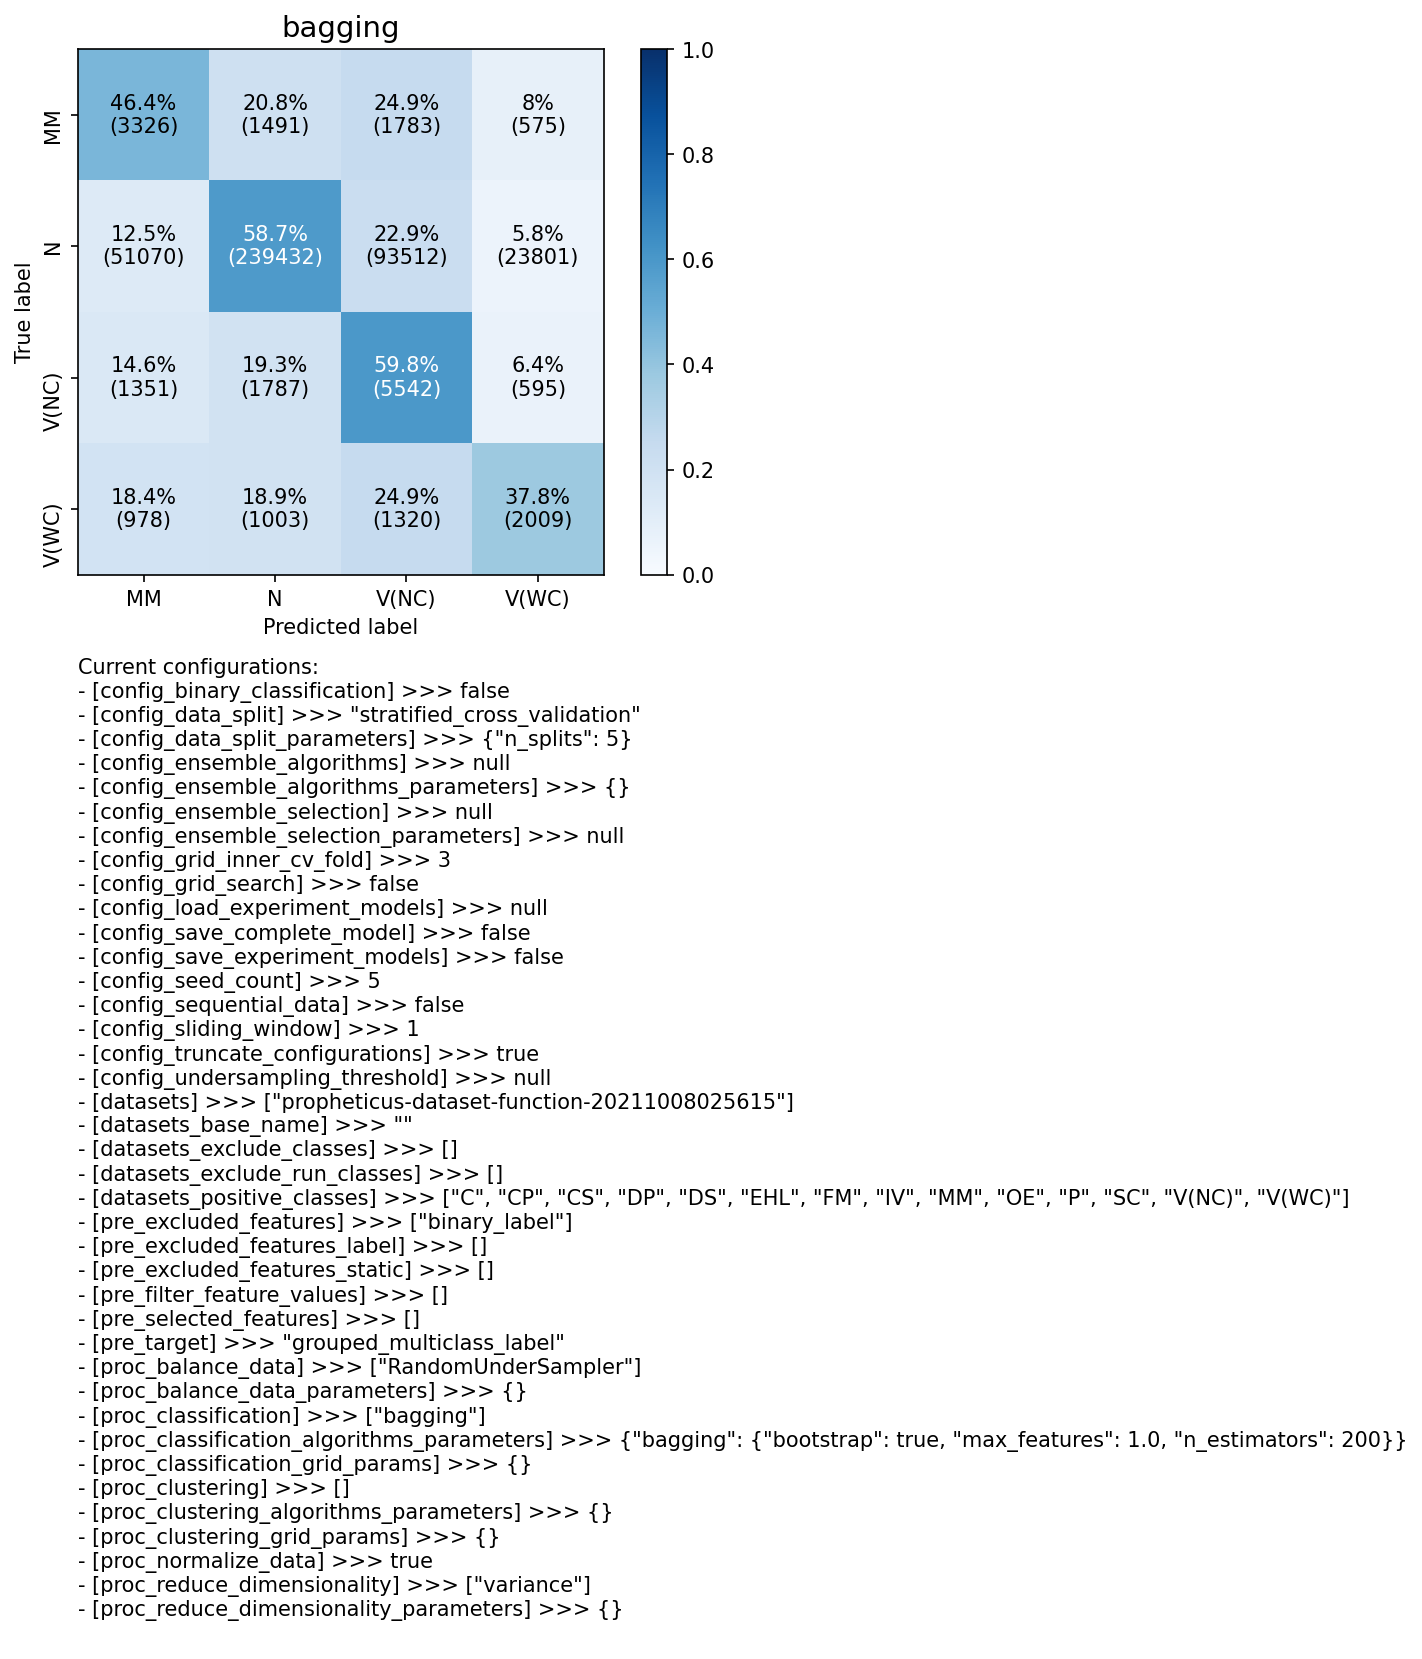 bagging
46.4%
(3326)
20.8%
(1491)
24.9%
(1783)
8%
(575)
12.5%
(51070)
58.7%
(239432)
22.9%
(93512)
5.8%
(23801)
14.6%
(1351)
19.3%
(1787)
59.8%
(5542)
6.4%
(595)
18.4%
(978)
18.9%
(1003)
24.9%
(1320)
37.8%
(2009)
True label
MM
N
V(NC)
V(WC)
MM
N
V(NC)
V(WC)
Predicted label
1.0
0.8
0.6
0.4
0.2
0.0
Current configurations:
- [config_binary_classification] >>> false
- [config_data_split] >>> "stratified_cross_validation"
- [config_data_split_parameters] >>> {"n_splits": 5}
- [config_ensemble_algorithms] >>> null
- [config_ensemble_algorithms_parameters] >>> {}
- [config_ensemble_selection] >>> null
- [config_ensemble_selection_parameters] >>> null
- [config_grid_inner_cv_fold] >>> 3
- [config_grid_search] >>> false
- [config_load_experiment_models] >>> null
- [config_save_complete_model] >>> false
- [config_save_experiment_models] >>> false
- [config_seed_count] >>> 5
- [config_sequential_data] >>> false
- [config_sliding_window] >>> 1
- [config_truncate_configurations] >>> true
- [config_undersampling_threshold] >>> null
- [datasets] >>> ["propheticus-dataset-function-20211008025615"]
- [datasets_base_name] >>> ""
- [datasets_exclude_classes] >>> []
- [datasets_exclude_run_classes] >>> []
- [datasets_positive_classes] >>> ["C", "CP", "CS", "DP", "DS", "EHL", "FM", "IV", "MM", "OE", "P", "SC", "V(NC)", "V(WC)"]
- [pre_excluded_features] >>> ["binary_label"]
- [pre_excluded_features_label] >>> []
- [pre_excluded_features_static] >>> []
- [pre_filter_feature_values] >>> []
- [pre_selected_features] >>> []
- [pre_target] >>> "grouped_multiclass_label"
- [proc_balance_data] >>> ["RandomUnderSampler"]
- [proc_balance_data_parameters] >>> {}
- [proc_classification] >>> ["bagging"]
- [proc_classification_algorithms_parameters] >>> {"bagging": {"bootstrap": true, "max_features": 1.0, "n_estimators": 200}}
- [proc_classification_grid_params] >>> {}
- [proc_clustering] >>> []
- [proc_clustering_algorithms_parameters] >>> {}
- [proc_clustering_grid_params] >>> {}
- [proc_normalize_data] >>> true
- [proc_reduce_dimensionality] >>> ["variance"]
- [proc_reduce_dimensionality_parameters] >>> {}